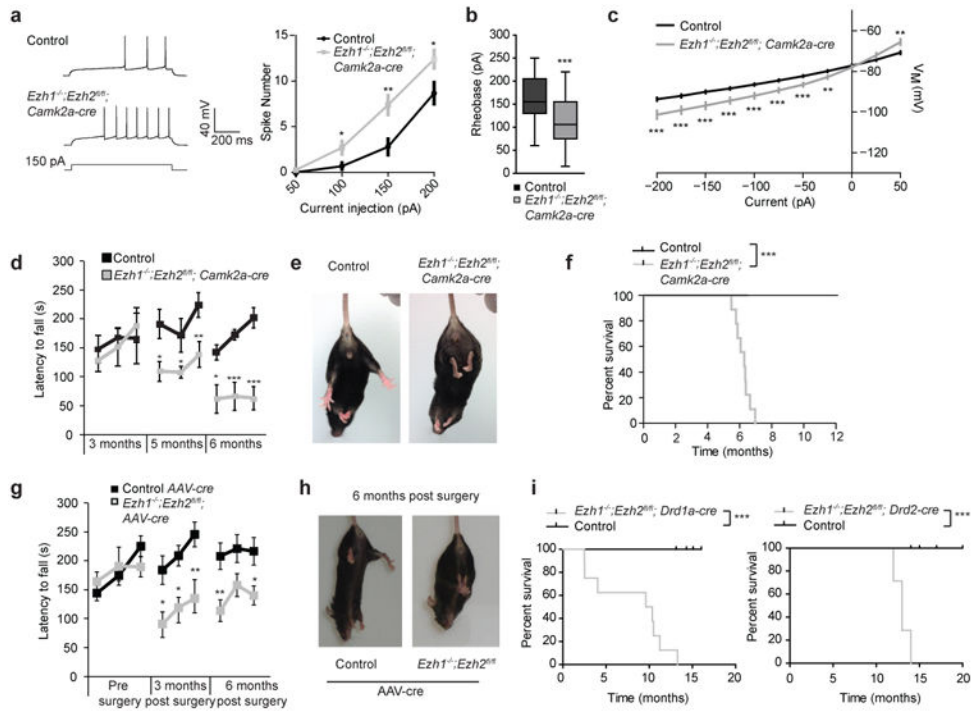 a
Control
Ezh1-/-;Ezh2fl/fl;
Camk2a-cre
150 pA
40 mV
200 ms
Control
Ezh1-/-;Ezh2fl/fl;
Camk2a-cre
Spike Number
15
10
5
0
*
**
*
50
100
150
200
Current injection (pA)
b
Rheobase (pA)
300
250
200
150
100
50
0
***
Control
Ezh1-/-;Ezh2fl/fl;
Camk2a-cre
c
Control
Ezh1-/-;Ezh2fl/fl; Camk2a-cre
-60
-80
-100
-120
VM (mV)
**
*** *** *** *** *** *** *** **
-200 -150 -100 -50 0 50
Current (pA)
d
Control
Ezh1-/-;Ezh2fl/fl; Camk2a-cre
Latency to fall (s)
300
250
200
150
100
50
0
* * **
* *** ***
3 months 5 months 6 months
e
Control
Ezh1-/-;Ezh2fl/fl;
Camk2a-cre
f
Control
Ezh1-/-;Ezh2fl/fl;
Camk2a-cre
***
Percent survival
100
80
60
40
20
0
0 2 4 6 8 10 12
Time (months)
g
Control AAV-cre
Ezh1-/-;Ezh2fl/fl;
AAV-cre
Latency to fall (s)
300
250
200
150
100
50
0
* * **
** *
Pre
surgery
3 months
post surgery
6 months
post surgery
h
6 months post surgery
Control
Ezh1-/-;Ezh2fl/fl
AAV-cre
i
Ezh1-/-;Ezh2fl/fl; Drd1a-cre
Control
***
Percent survival
100
80
60
40
20
0
0 5 10 15 20
Time (months)
Ezh1-/-;Ezh2fl/fl; Drd2-cre
Control
***
Percent survival
100
80
60
40
20
0
0 5 10 15 20
Time (months)